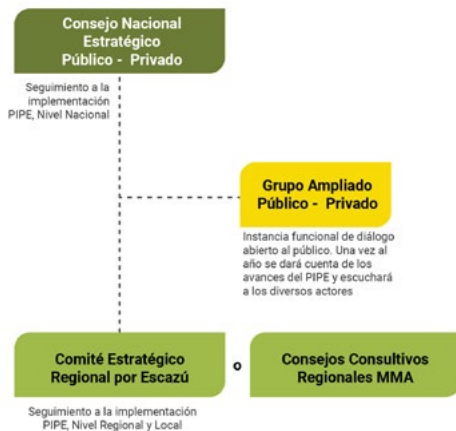 Consejo Nacional
Estratégico
Público - Privado
Seguimiento a la
implementación
PIPE, Nivel Nacional
Grupo Ampliado
Público - Privado
Instancia funcional de diálogo
abierto al público. Una vez al
año se dará cuenta de los
avances del PIPE y escuchará
a los diversos actores
Comité Estratégico
Regional por Escazú
o
Consejos Consultivos
Regionales MMA
Seguimiento a la implementación
PIPE, Nivel Regional y Local